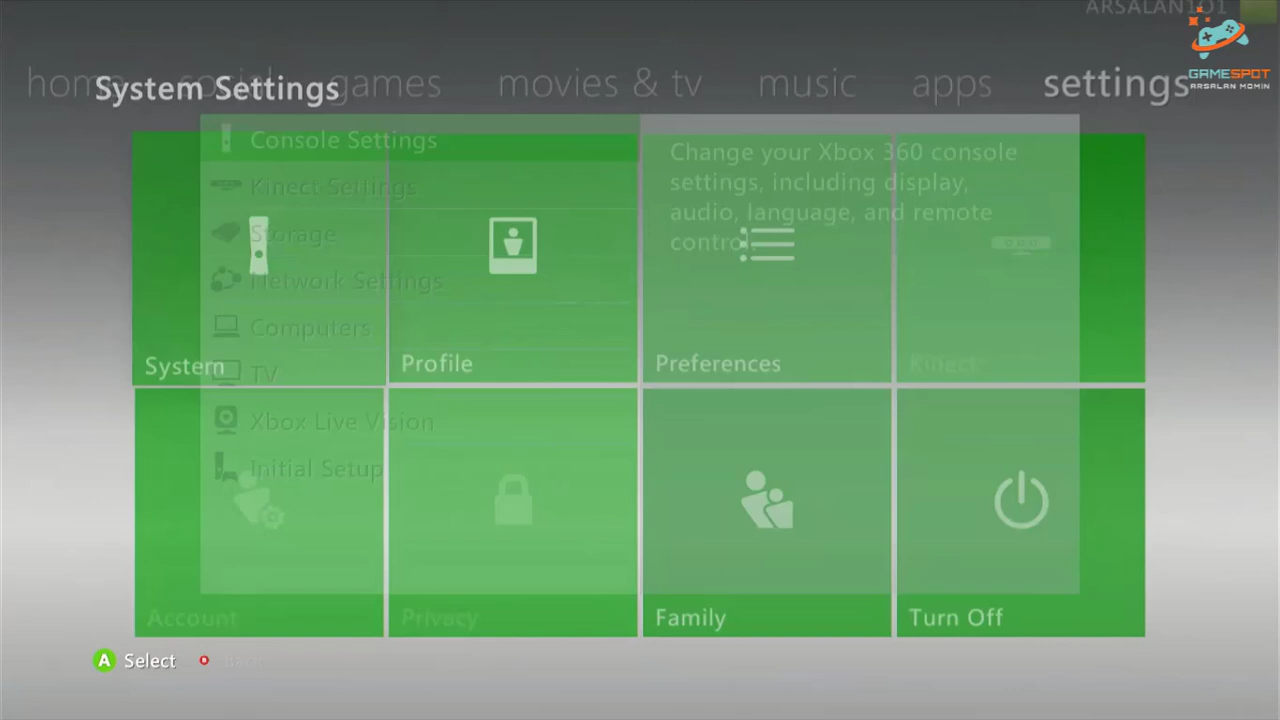 ARSALAN101
GAMESPOT
ARSALAN MOMIN
home social games movies & tv music apps settings
System Settings
Console Settings
Kinect Settings
Storage
Network Settings
Computers
TV
Xbox Live Vision
Initial Setup
Change your Xbox 360 console
settings, including display,
audio, language, and remote
control.
System
Profile
Preferences
Kinect
Account
Privacy
Family
Turn Off
A Select
Back